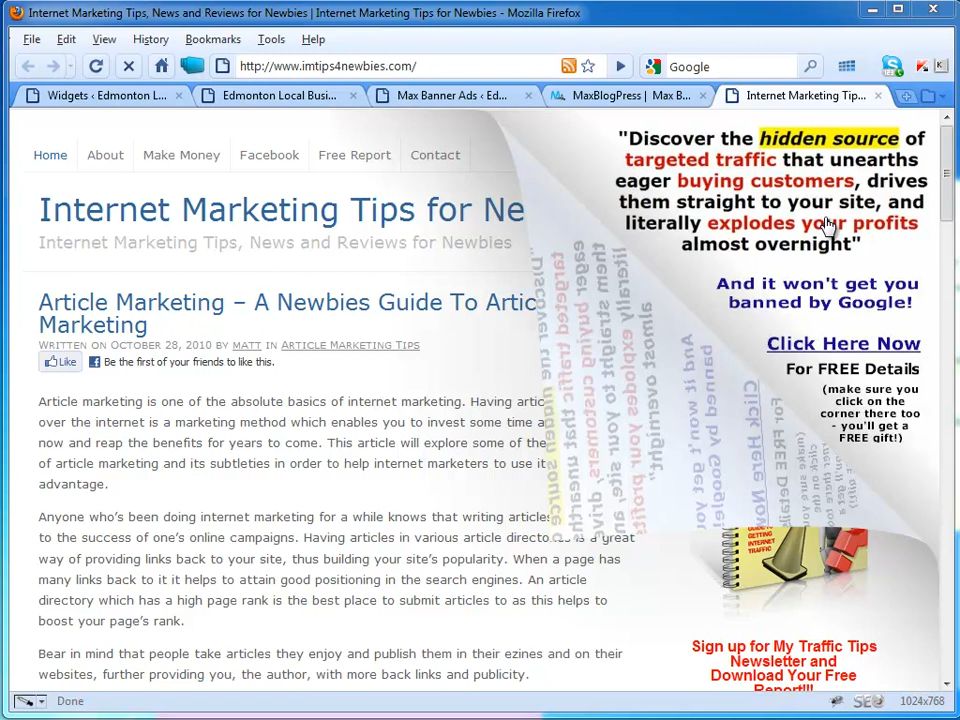 Internet Marketing Tips, News and Reviews for Newbies | Internet Marketing Tips for Newbies - Mozilla Firefox
File Edit View History Bookmarks Tools Help
http://www.imtips4newbies.com/
Google
Widgets ‹ Edmonton L...
Edmonton Local Busi...
Max Banner Ads ‹ Ed...
MaxBlogPress | Max B...
Internet Marketing Tip...
Home About Make Money Facebook Free Report Contact
Internet Marketing Tips for Ne
Internet Marketing Tips, News and Reviews for Newbies
Article Marketing – A Newbies Guide To Artic
Marketing
WRITTEN ON OCTOBER 28, 2010 BY MATT IN ARTICLE MARKETING TIPS
Like Be the first of your friends to like this.
Article marketing is one of the absolute basics of internet marketing. Having artic
over the internet is a marketing method which enables you to invest some time a
now and reap the benefits for years to come. This article will explore some of the
of article marketing and its subtleties in order to help internet marketers to use it
advantage.
Anyone who's been doing internet marketing for a while knows that writing articles
to the success of one's online campaigns. Having articles in various article directories is a great
way of providing links back to your site, thus building your site's popularity. When a page has
many links back to it it helps to attain good positioning in the search engines. An article
directory which has a high page rank is the best place to submit articles to as this helps to
boost your page's rank.
Bear in mind that people take articles they enjoy and publish them in their ezines and on their
websites, further providing you, the author, with more back links and publicity.
"Discover the hidden source of
targeted traffic that unearths
eager buying customers, drives
them straight to your site, and
literally explodes your profits
almost overnight"
And it won't get you
banned by Google!
Click Here Now
For FREE Details
(make sure you
click on the
corner there too
- you'll get a
FREE gift!)
GUIDE TO
GETTING
INTERNET
TRAFFIC
Sign up for My Traffic Tips
Newsletter and
Download Your Free
Report!!!
Done
SEO
1024x768